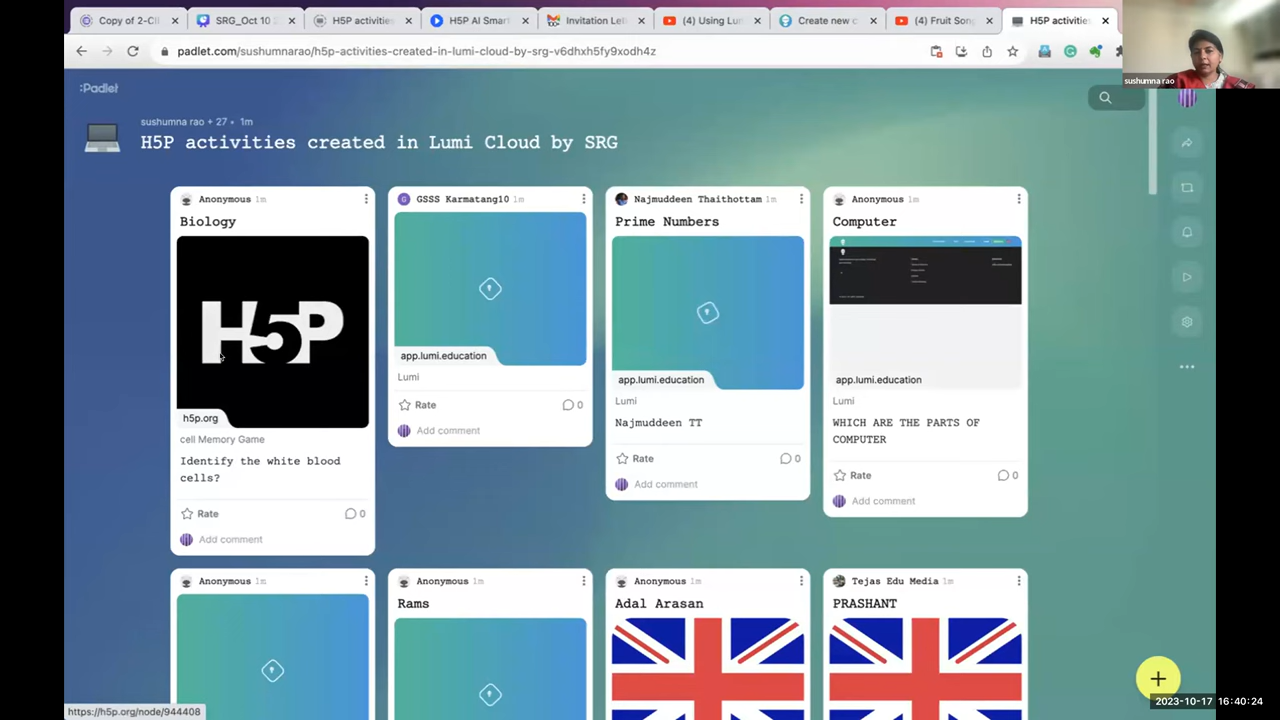 Copy of 2-Cli
SRG_Oct 10 2
H5P activities
H5P AI Smar
Invitation Let
(4) Using Lum
Create new c
(4) Fruit Song
H5P activitie
padlet.com/sushumnarao/h5p-activities-created-in-lumi-cloud-by-srg-v6dhxh5fy9xodh4z
sushumna rao
:Padlet
sushumna rao + 27 • 1m
H5P activities created in Lumi Cloud by SRG
Anonymous 1m
Biology
H5P
h5p.org
cell Memory Game
Identify the white blood
cells?
Rate
0
Add comment
GSSS Karmatang10 1m
app.lumi.education
Lumi
Rate
0
Add comment
Najmuddeen Thaithottam 1m
Prime Numbers
app.lumi.education
Lumi
Najmuddeen TT
Rate
0
Add comment
Anonymous 1m
Computer
app.lumi.education
Lumi
WHICH ARE THE PARTS OF
COMPUTER
Rate
0
Add comment
Anonymous 1m
Anonymous 1m
Rams
Anonymous 1m
Adal Arasan
Tejas Edu Media 1m
PRASHANT
https://h5p.org/node/944408
2023-10-17 16:40:24